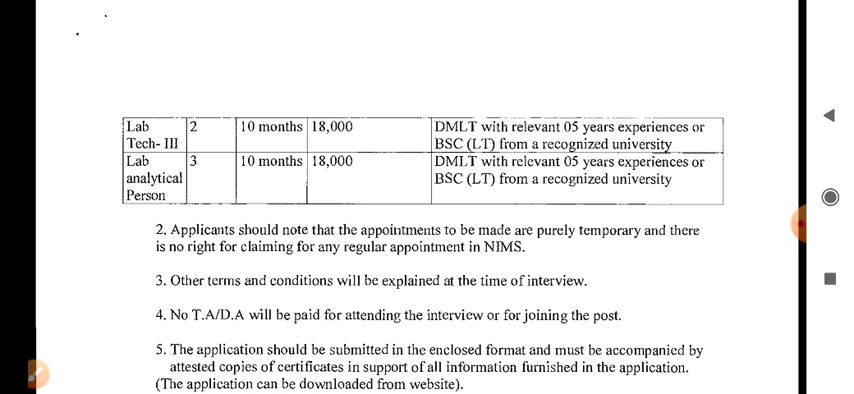 Lab 2 10 months 18,000 DMLT with relevant 05 years experiences or
Tech- III BSC (LT) from a recognized university
Lab 3 10 months 18,000 DMLT with relevant 05 years experiences or
analytical BSC (LT) from a recognized university
Person
2. Applicants should note that the appointments to be made are purely temporary and there
is no right for claiming for any regular appointment in NIMS.
3. Other terms and conditions will be explained at the time of interview.
4. No T.A/D.A will be paid for attending the interview or for joining the post.
5. The application should be submitted in the enclosed format and must be accompanied by
attested copies of certificates in support of all information furnished in the application.
(The application can be downloaded from website).